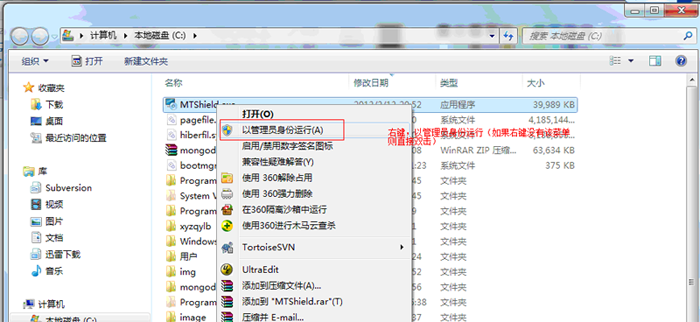 计算机 ▸ 本地磁盘 (C:) ▸
搜索 本地磁盘 (C:)
组织 打开 新建文件夹
名称 修改日期 类型 大小
收藏夹
下载
桌面
最近访问的位置
库
Subversion
视频
图片
文档
迅雷下载
音乐
计算机
本地磁盘 (C:)
MTShield.exe 应用程序 39,989 KB
pagefile. 系统文件 4,185,144...
hiberfil.s 系统文件
mongod WinRAR ZIP 压缩... 63,634 KB
bootmg 系统文件 375 KB
Program 文件夹
Program 文件夹
System V 文件夹
Program 文件夹
xyzqylb 文件夹
Windows 文件夹
用户 文件夹
img 文件夹
mongod 文件夹
Program 文件夹
image 文件夹
打开(O)
以管理员身份运行(A)
启用/禁用数字签名图标
兼容性疑难解答(Y)
使用 360解除占用
使用 360强力删除
在360隔离沙箱中运行
使用360进行木马云查杀
TortoiseSVN
UltraEdit
添加到压缩文件(A)...
添加到 "MTShield.rar"(T)
压缩并 E-mail...
右键，以管理员身份运行（如果右键没有该菜单
则直接双击）